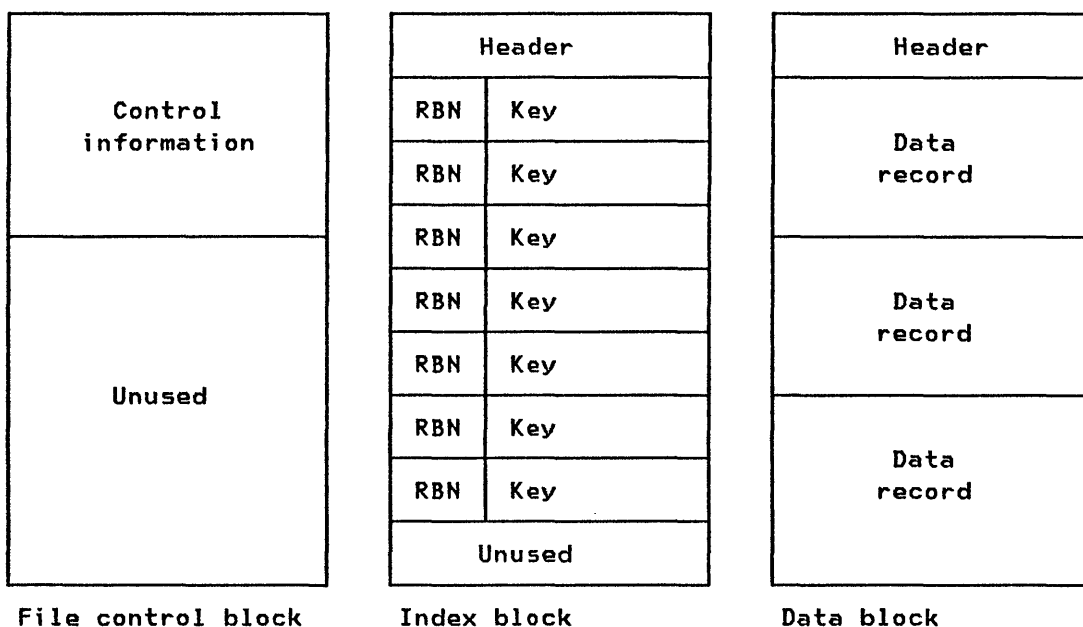 Header
Header
Control
information
RBN Key
RBN Key
RBN Key
RBN Key
RBN Key
RBN Key
RBN Key
Data
record
Data
record
Data
record
Unused
Unused
File control block
Index block
Data block